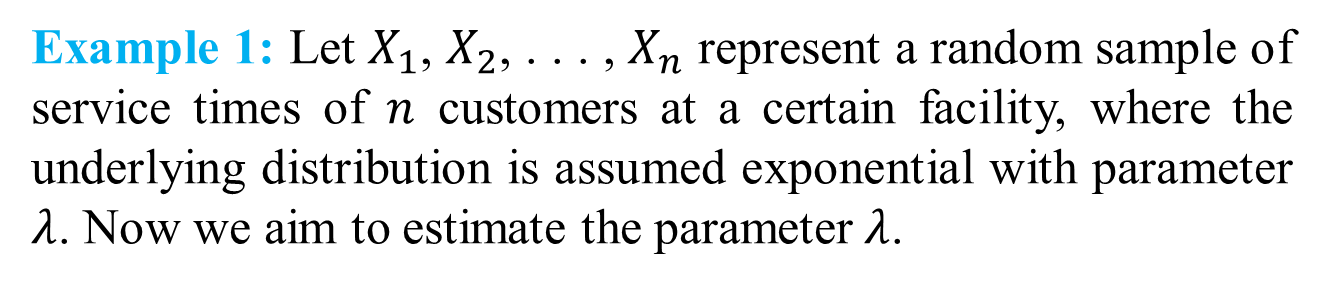 Example 1: Let X₁, X₂, . . . , Xₙ represent a random sample of
service times of n customers at a certain facility, where the
underlying distribution is assumed exponential with parameter
λ. Now we aim to estimate the parameter λ.